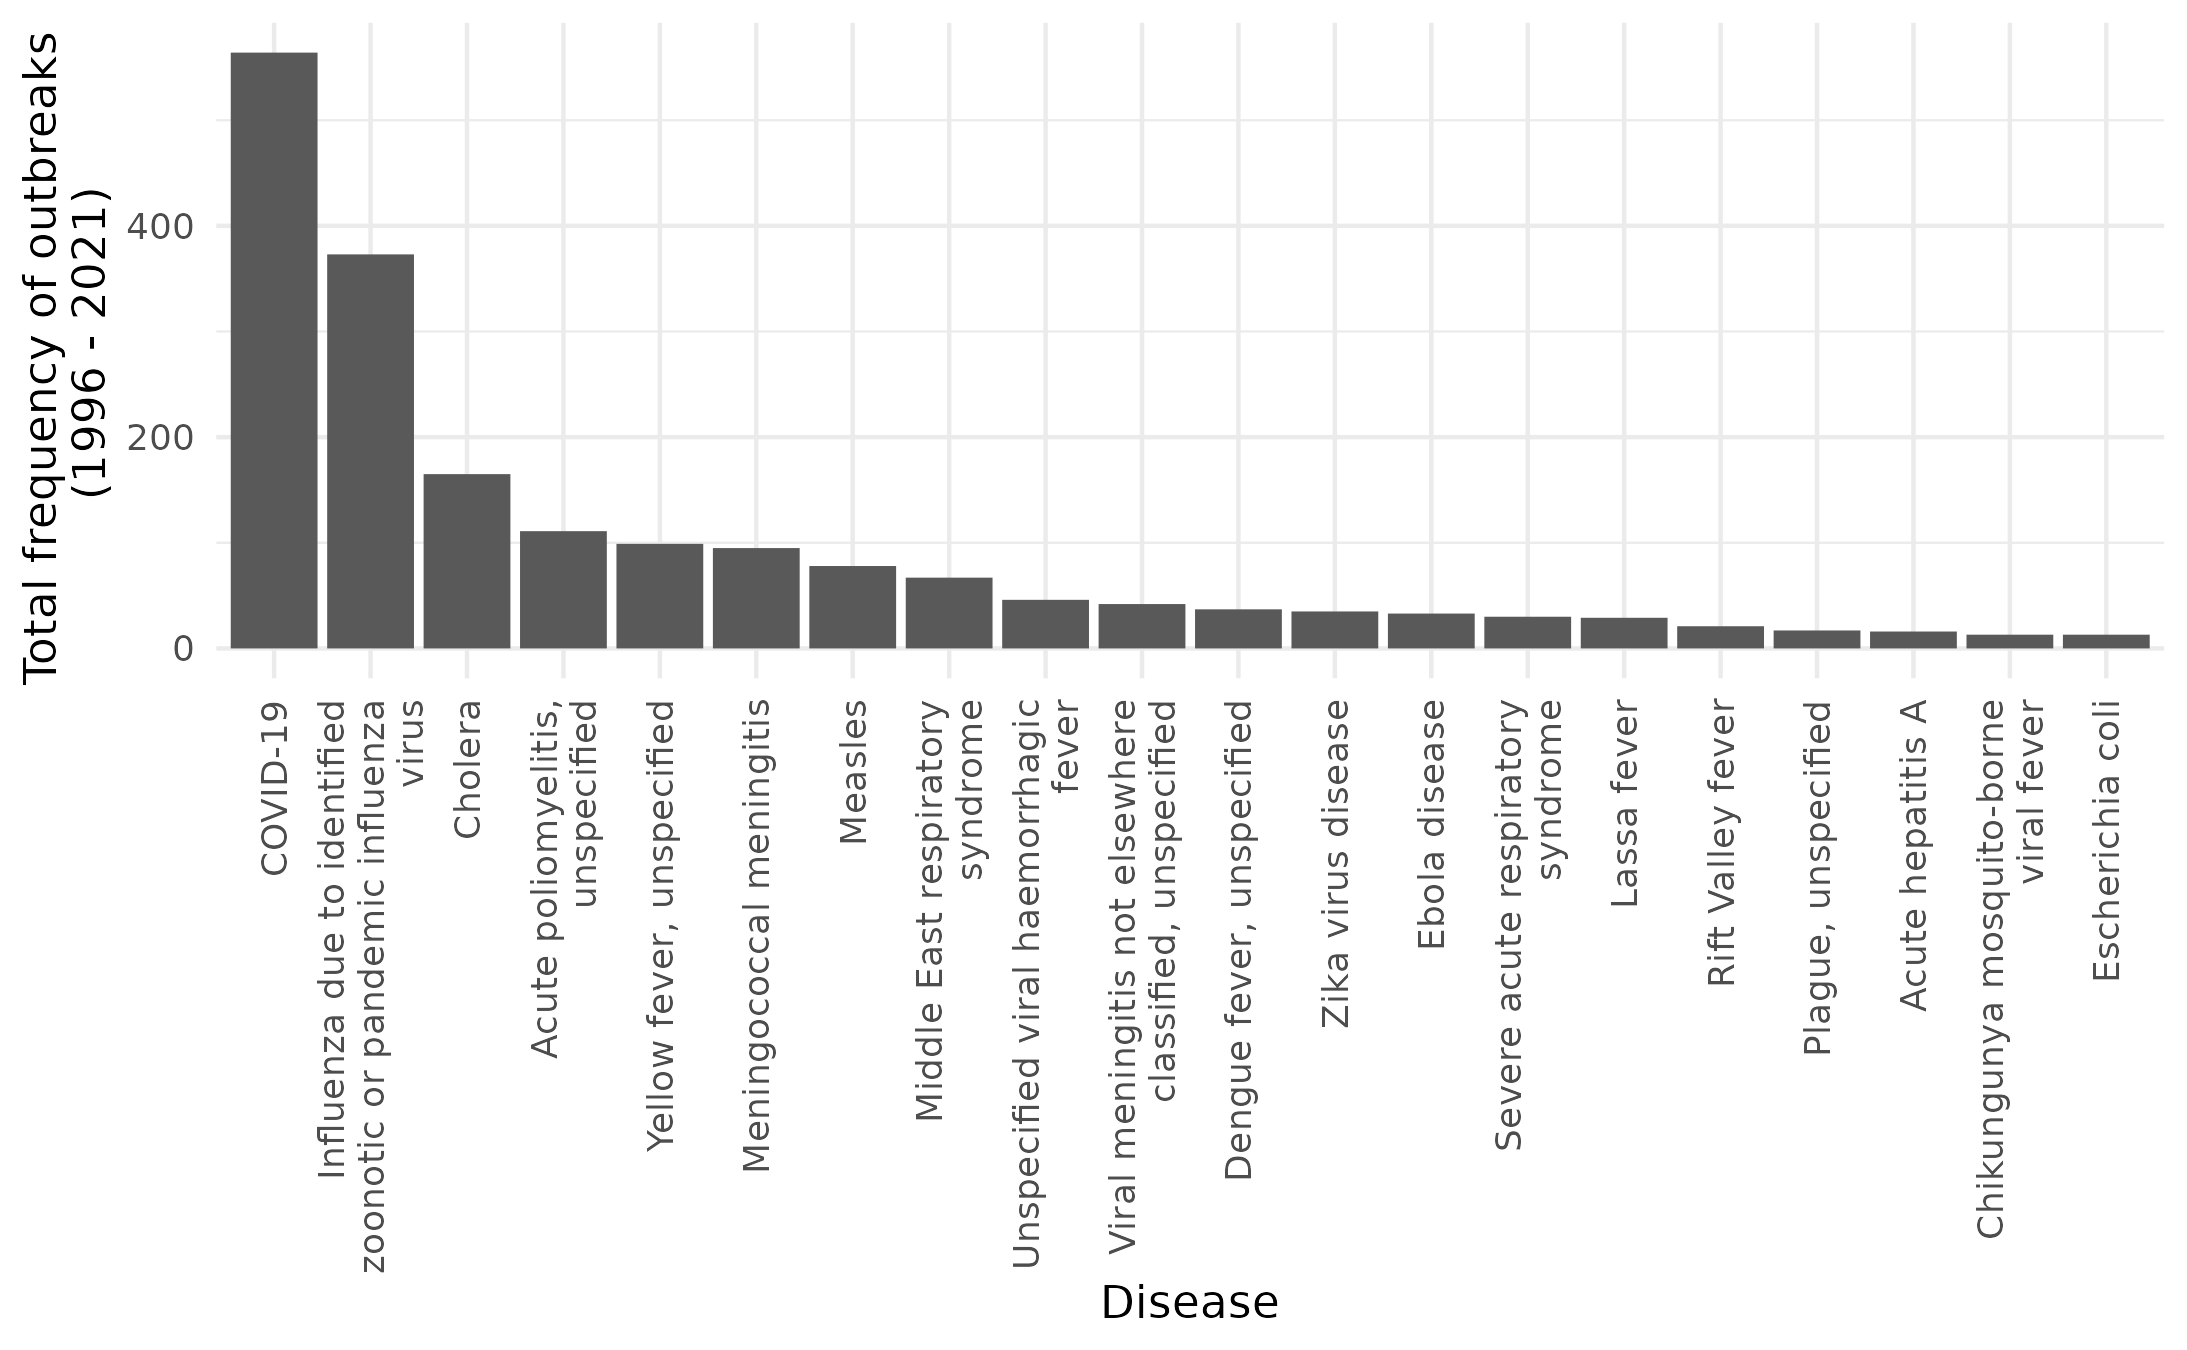 Total frequency of outbreaks
(1996 - 2021)
400
200
0
COVID-19
Influenza due to identified
zoonotic or pandemic influenza
virus
Cholera
Acute poliomyelitis,
unspecified
Yellow fever, unspecified
Meningococcal meningitis
Measles
Middle East respiratory
syndrome
Unspecified viral haemorrhagic
fever
Viral meningitis not elsewhere
classified, unspecified
Dengue fever, unspecified
Zika virus disease
Ebola disease
Severe acute respiratory
syndrome
Lassa fever
Rift Valley fever
Plague, unspecified
Acute hepatitis A
Chikungunya mosquito-borne
viral fever
Escherichia coli
Disease